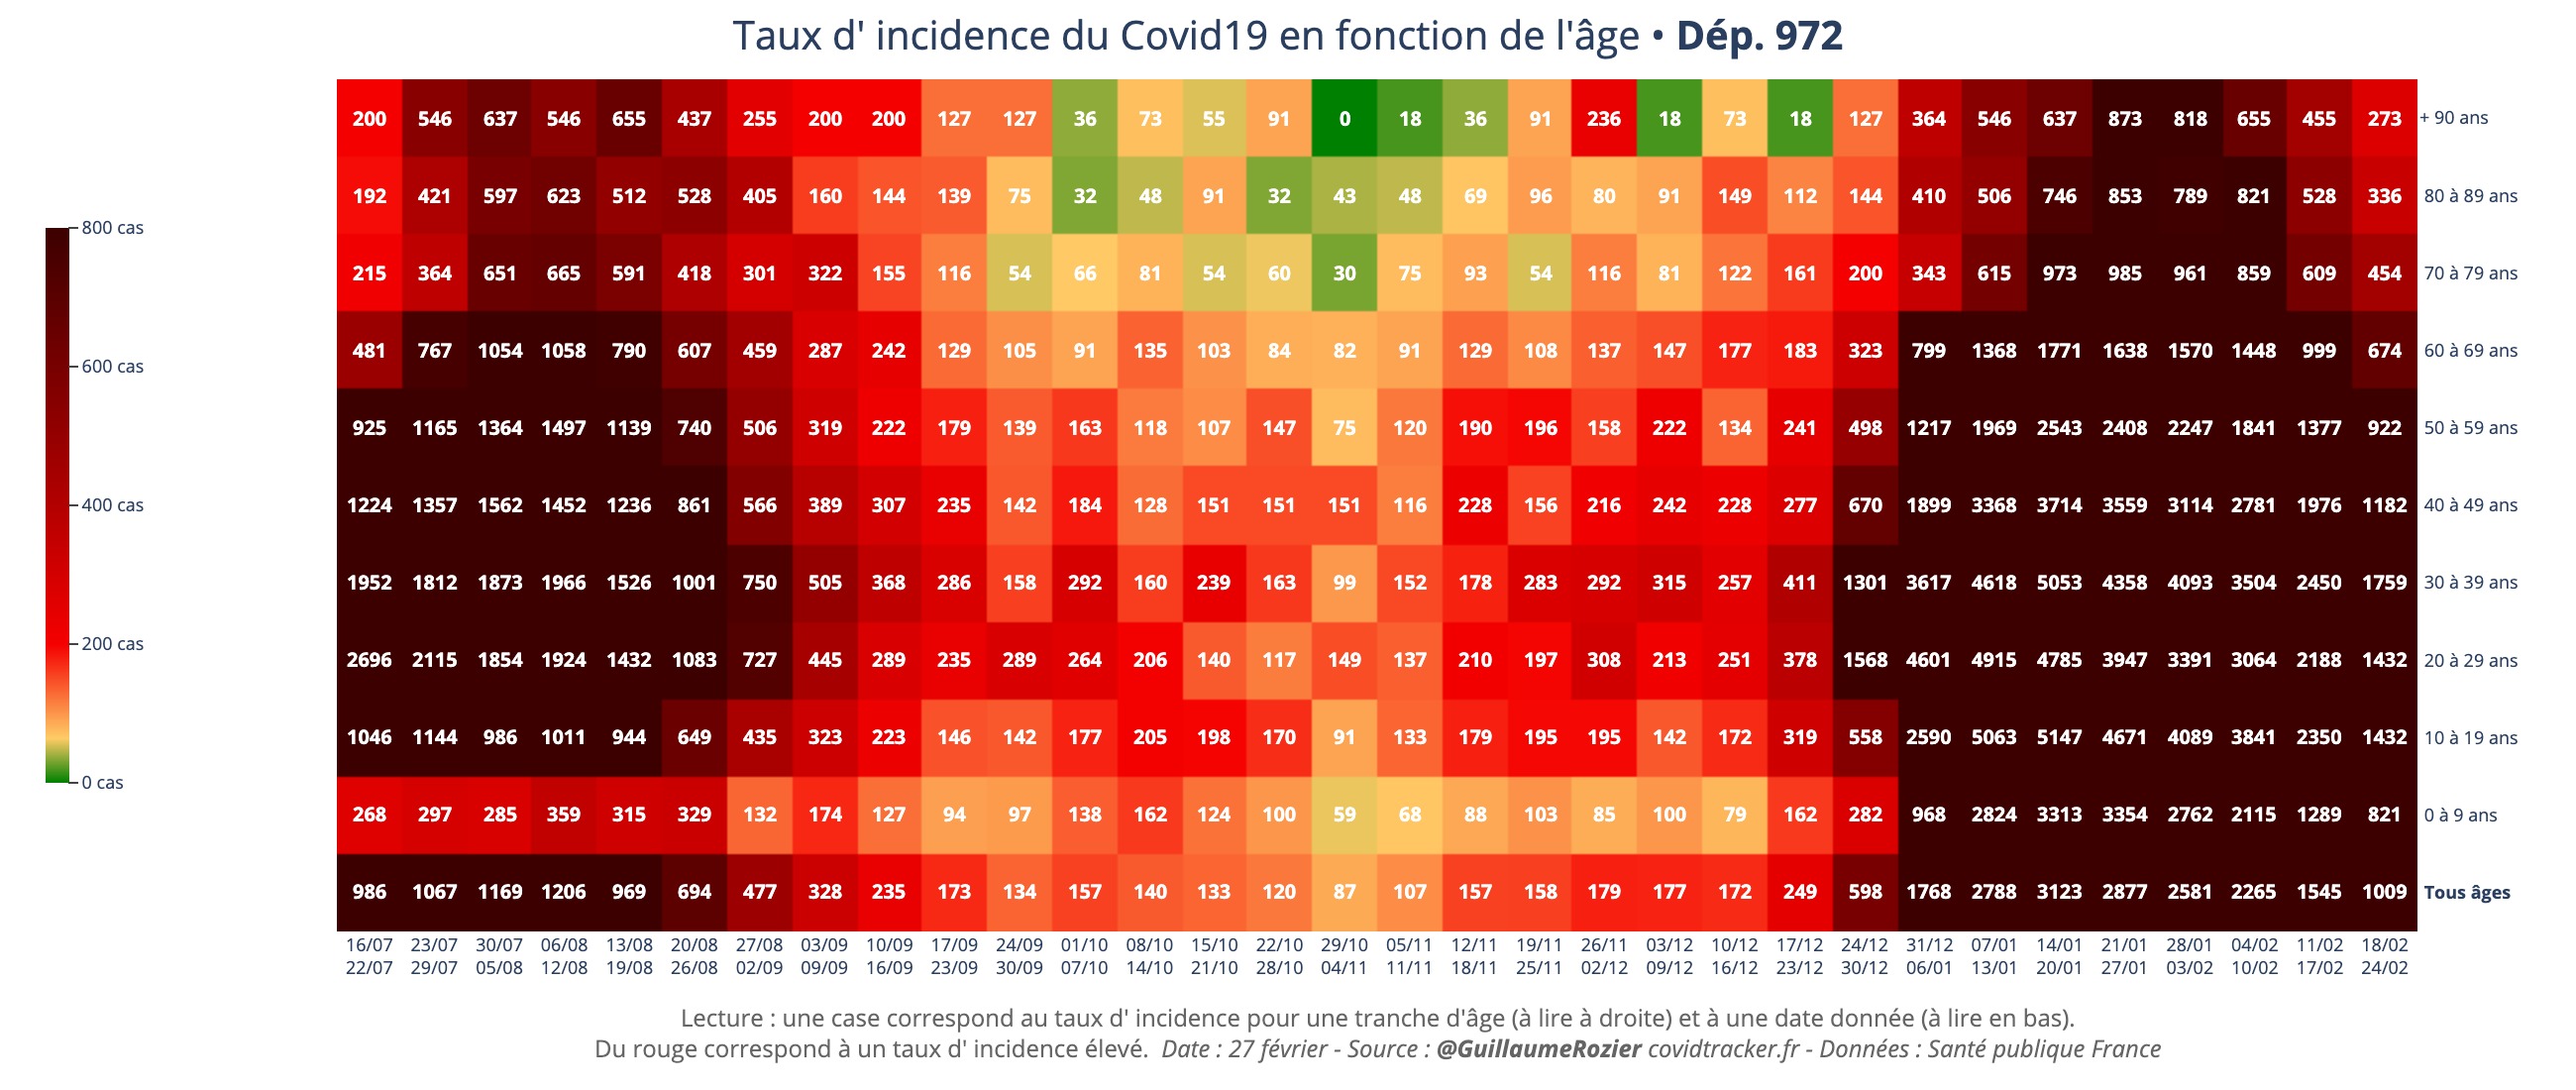 Taux d' incidence du Covid19 en fonction de l'âge • Dép. 972
800 cas
600 cas
400 cas
200 cas
0 cas
200 546 637 546 655 437 255 200 200 127 127 36 73 55 91 0 18 36 91 236 18 73 18 127 364 546 637 873 818 655 455 273 + 90 ans
192 421 597 623 512 528 405 160 144 139 75 32 48 91 32 43 48 69 96 80 91 149 112 144 410 506 746 853 789 821 528 336 80 à 89 ans
215 364 651 665 591 418 301 322 155 116 54 66 81 54 60 30 75 93 54 116 81 122 161 200 343 615 973 985 961 859 609 454 70 à 79 ans
481 767 1054 1058 790 607 459 287 242 129 105 91 135 103 84 82 91 129 108 137 147 177 183 323 799 1368 1771 1638 1570 1448 999 674 60 à 69 ans
925 1165 1364 1497 1139 740 506 319 222 179 139 163 118 107 147 75 120 190 196 158 222 134 241 498 1217 1969 2543 2408 2247 1841 1377 922 50 à 59 ans
1224 1357 1562 1452 1236 861 566 389 307 235 142 184 128 151 151 151 116 228 156 216 242 228 277 670 1899 3368 3714 3559 3114 2781 1976 1182 40 à 49 ans
1952 1812 1873 1966 1526 1001 750 505 368 286 158 292 160 239 163 99 152 178 283 292 315 257 411 1301 3617 4618 5053 4358 4093 3504 2450 1759 30 à 39 ans
2696 2115 1854 1924 1432 1083 727 445 289 235 289 264 206 140 117 149 137 210 197 308 213 251 378 1568 4601 4915 4785 3947 3391 3064 2188 1432 20 à 29 ans
1046 1144 986 1011 944 649 435 323 223 146 142 177 205 198 170 91 133 179 195 195 142 172 319 558 2590 5063 5147 4671 4089 3841 2350 1432 10 à 19 ans
268 297 285 359 315 329 132 174 127 94 97 138 162 124 100 59 68 88 103 85 100 79 162 282 968 2824 3313 3354 2762 2115 1289 821 0 à 9 ans
986 1067 1169 1206 969 694 477 328 235 173 134 157 140 133 120 87 107 157 158 179 177 172 249 598 1768 2788 3123 2877 2581 2265 1545 1009 Tous âges
16/07 23/07 30/07 06/08 13/08 20/08 27/08 03/09 10/09 17/09 24/09 01/10 08/10 15/10 22/10 29/10 05/11 12/11 19/11 26/11 03/12 10/12 17/12 24/12 31/12 07/01 14/01 21/01 28/01 04/02 11/02 18/02
22/07 29/07 05/08 12/08 19/08 26/08 02/09 09/09 16/09 23/09 30/09 07/10 14/10 21/10 28/10 04/11 11/11 18/11 25/11 02/12 09/12 16/12 23/12 30/12 06/01 13/01 20/01 27/01 03/02 10/02 17/02 24/02
Lecture : une case correspond au taux d' incidence pour une tranche d'âge (à lire à droite) et à une date donnée (à lire en bas).
Du rouge correspond à un taux d' incidence élevé. Date : 27 février - Source : @GuillaumeRozier covidtracker.fr - Données : Santé publique France